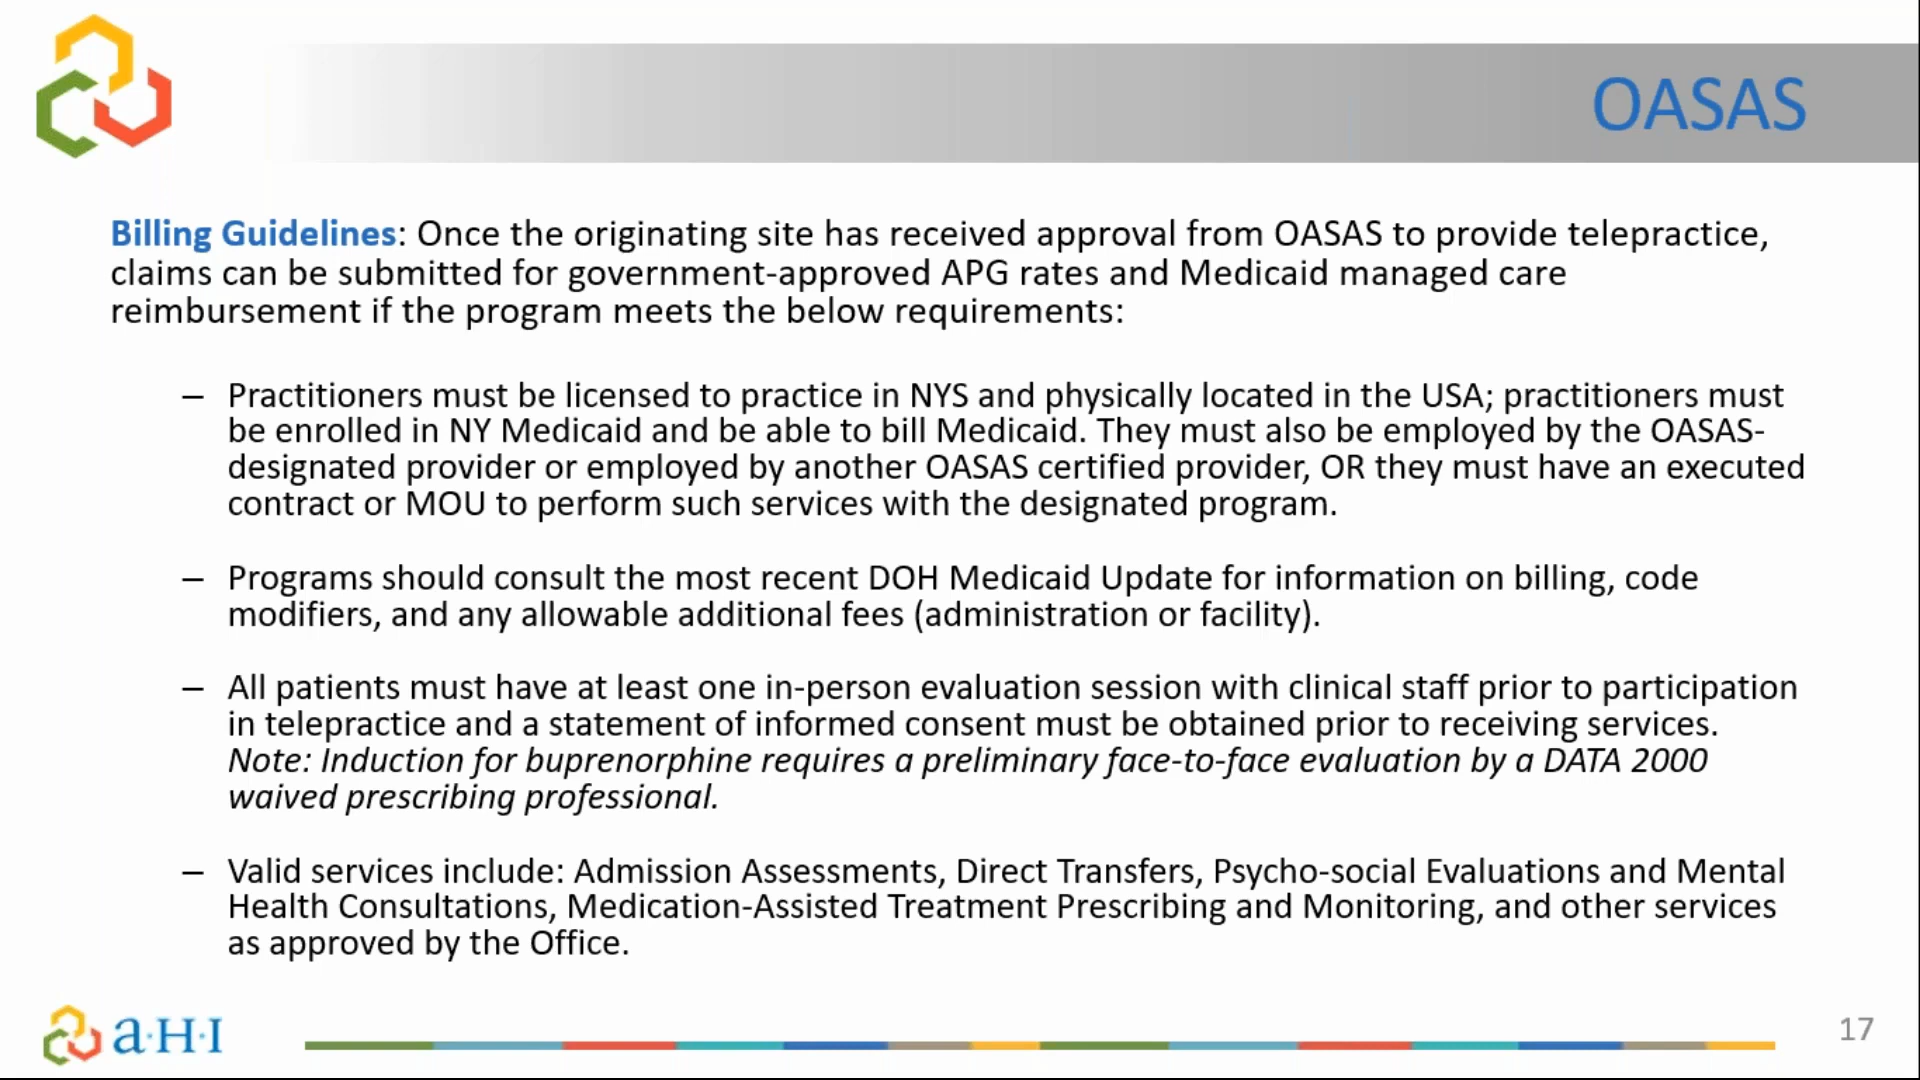 OASAS
Billing Guidelines: Once the originating site has received approval from OASAS to provide telepractice,
claims can be submitted for government-approved APG rates and Medicaid managed care
reimbursement if the program meets the below requirements:
– Practitioners must be licensed to practice in NYS and physically located in the USA; practitioners must
be enrolled in NY Medicaid and be able to bill Medicaid. They must also be employed by the OASAS-
designated provider or employed by another OASAS certified provider, OR they must have an executed
contract or MOU to perform such services with the designated program.
– Programs should consult the most recent DOH Medicaid Update for information on billing, code
modifiers, and any allowable additional fees (administration or facility).
– All patients must have at least one in-person evaluation session with clinical staff prior to participation
in telepractice and a statement of informed consent must be obtained prior to receiving services.
Note: Induction for buprenorphine requires a preliminary face-to-face evaluation by a DATA 2000
waived prescribing professional.
– Valid services include: Admission Assessments, Direct Transfers, Psycho-social Evaluations and Mental
Health Consultations, Medication-Assisted Treatment Prescribing and Monitoring, and other services
as approved by the Office.
a·H·I
17